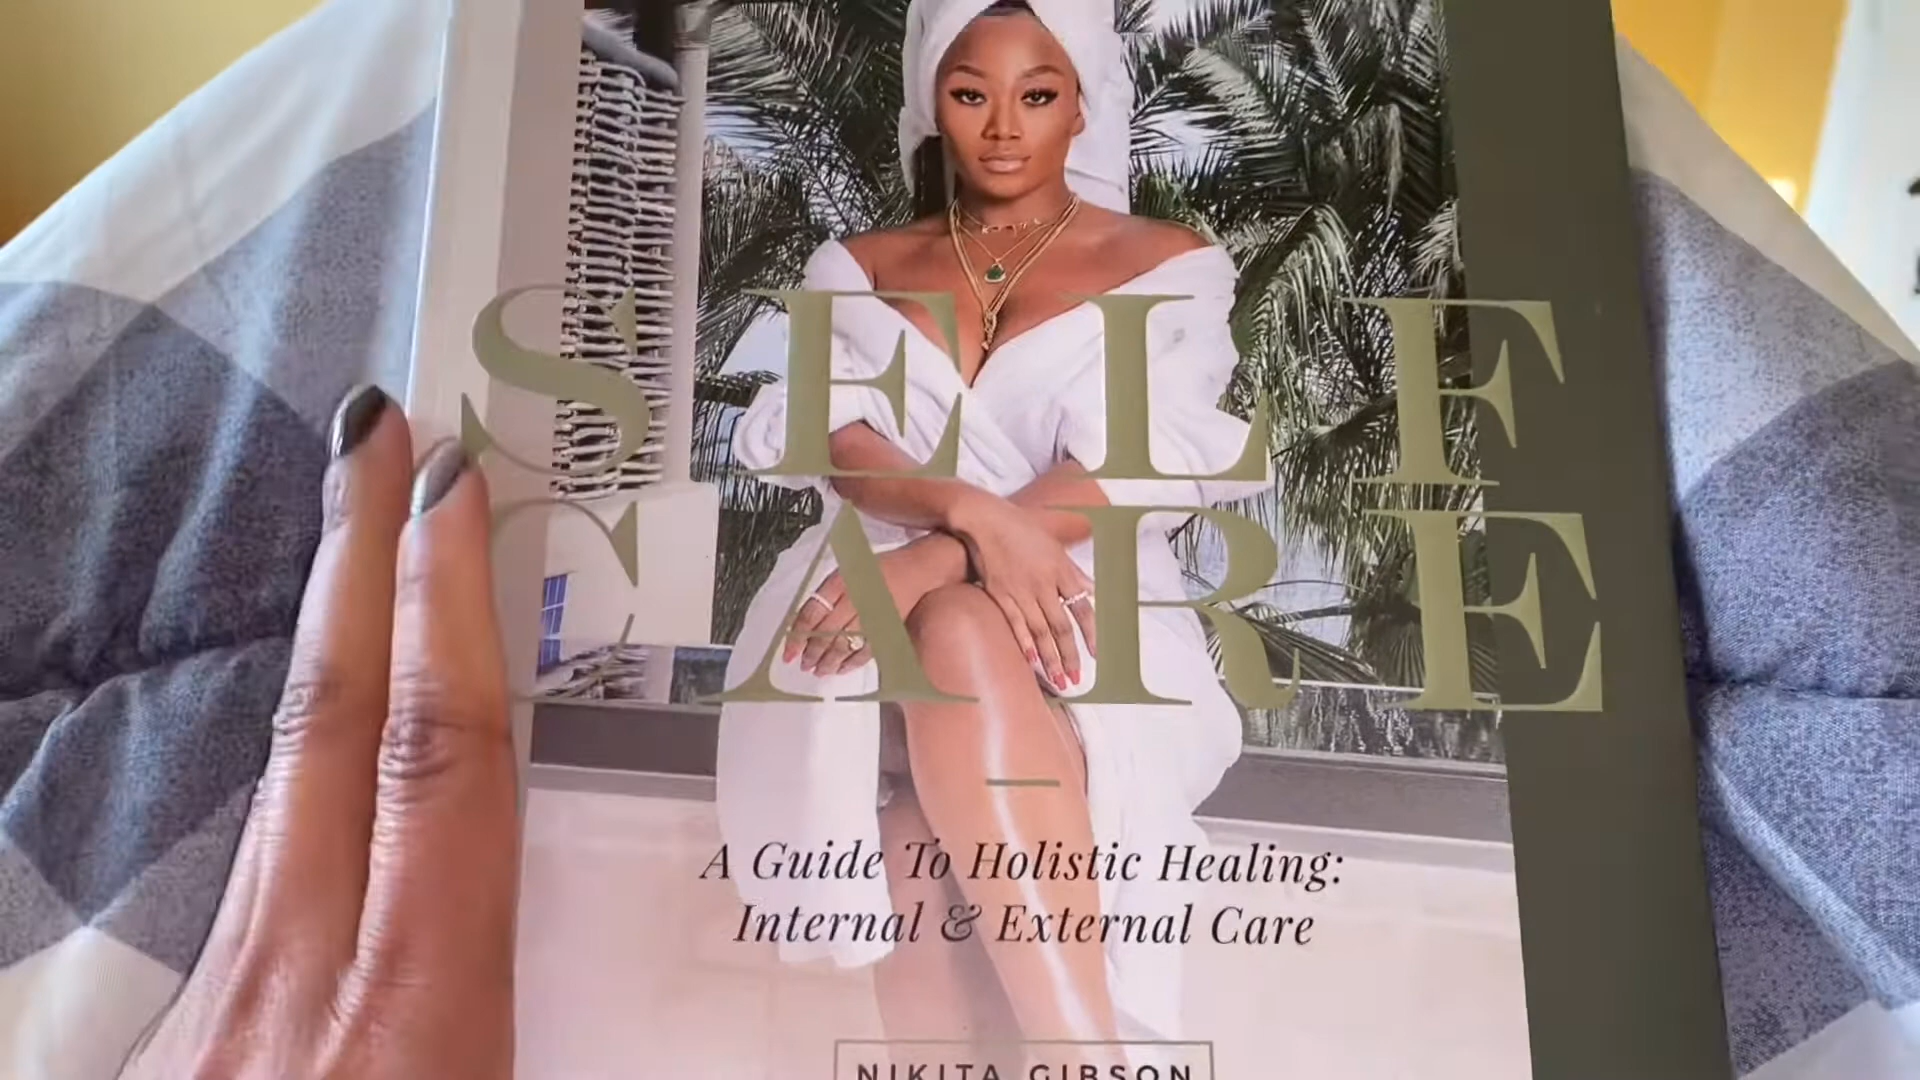 SELF
CARE
A Guide To Holistic Healing:
Internal & External Care
NIKITA GIBSON